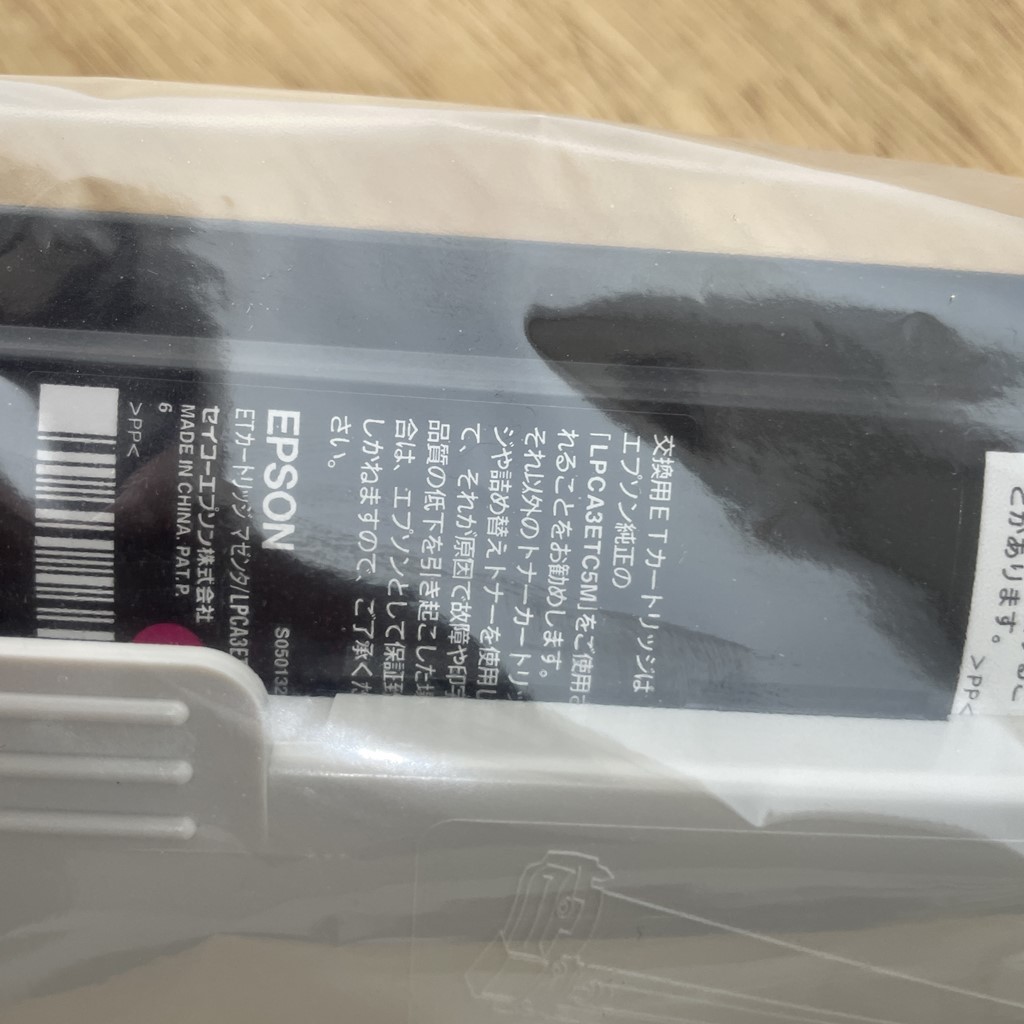 交換用ETカートリッジは
エプソン純正の
「LPCA3ETC5M」をご使用さ
れることをお勧めします。
それ以外のトナーカートリ
ッジや詰め替えトナーを使用し
て、それが原因で故障や印字
品質の低下を引き起こした場
合は、エプソンとして保証致
しかねますので、ご了承くだ
さい。
EPSON
S05013
ETカートリッジ マゼンタ/LPCA3E
セイコーエプソン株式会社
MADE IN CHINA PAT.P.
6
>PP<
とがあります。
>PP<